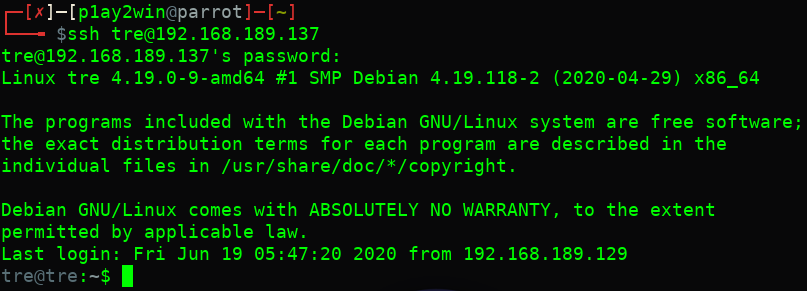 ┌─[✗]─[p1ay2win@parrot]─[~]
└──╼ $ssh tre@192.168.189.137
tre@192.168.189.137's password:
Linux tre 4.19.0-9-amd64 #1 SMP Debian 4.19.118-2 (2020-04-29) x86_64

The programs included with the Debian GNU/Linux system are free software;
the exact distribution terms for each program are described in the
individual files in /usr/share/doc/*/copyright.

Debian GNU/Linux comes with ABSOLUTELY NO WARRANTY, to the extent
permitted by applicable law.
Last login: Fri Jun 19 05:47:20 2020 from 192.168.189.129
tre@tre:~$